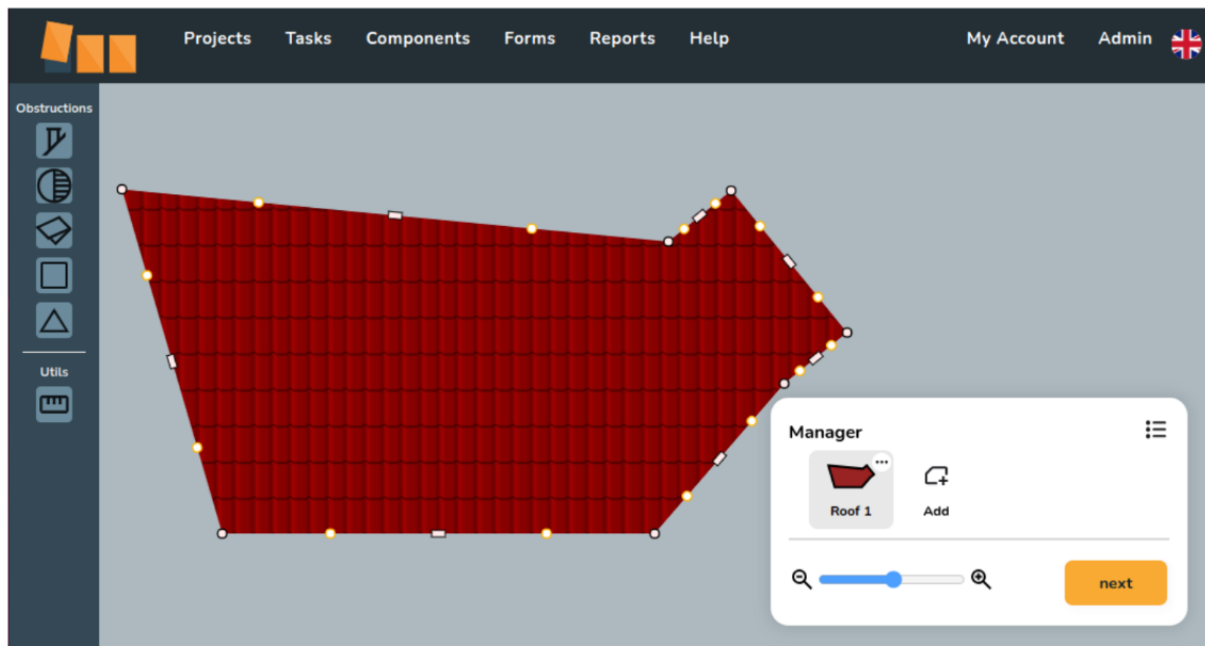 Projects Tasks Components Forms Reports Help My Account Admin
Obstructions
Utils
Manager
Roof 1 Add
next